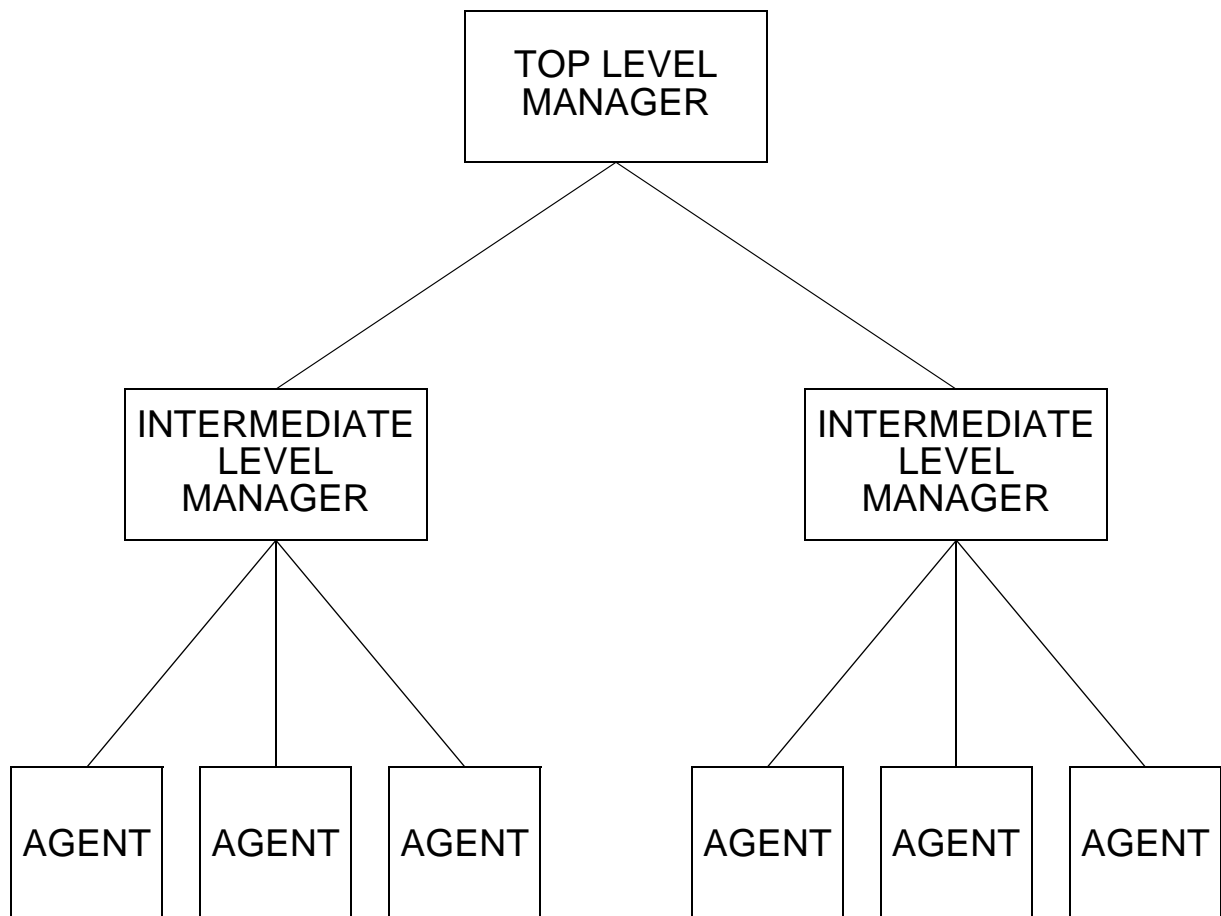 TOP LEVEL
MANAGER
INTERMEDIATE
LEVEL
MANAGER
INTERMEDIATE
LEVEL
MANAGER
AGENT
AGENT
AGENT
AGENT
AGENT
AGENT